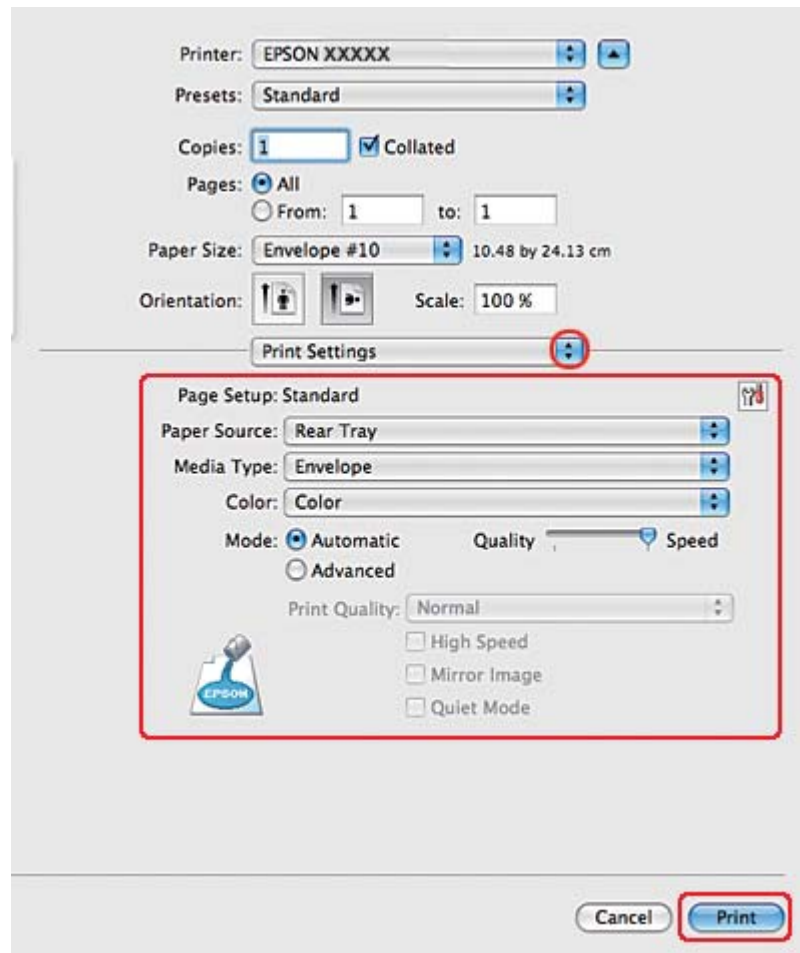 Printer: EPSON XXXXX
Presets: Standard
Copies: 1 Collated
Pages: All
From: 1 to: 1
Paper Size: Envelope #10 10.48 by 24.13 cm
Orientation: Scale: 100 %
Print Settings
Page Setup: Standard
Paper Source: Rear Tray
Media Type: Envelope
Color: Color
Mode: Automatic Quality Speed
Advanced
Print Quality: Normal
High Speed
Mirror Image
EPSON Quiet Mode
Cancel Print